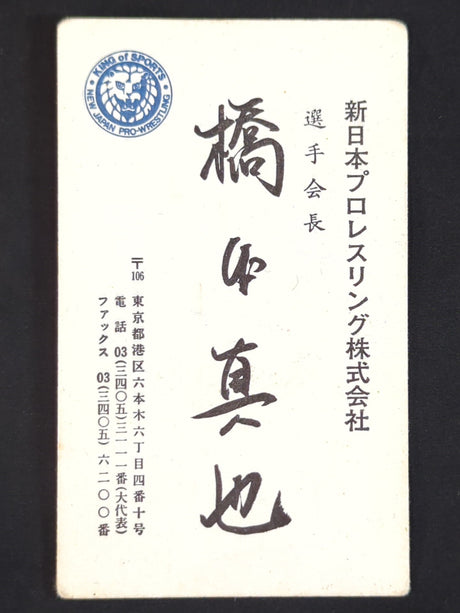 新日本プロレスリング株式会社
選手会長
橋本真也
〒106 東京都港区六本木六丁目四番十号
電話 03(三四〇五)三一一一番(大代表)
ファックス 03(三四〇五)六二〇〇番
KING of SPORTS
NEW JAPAN PRO-WRESTLING